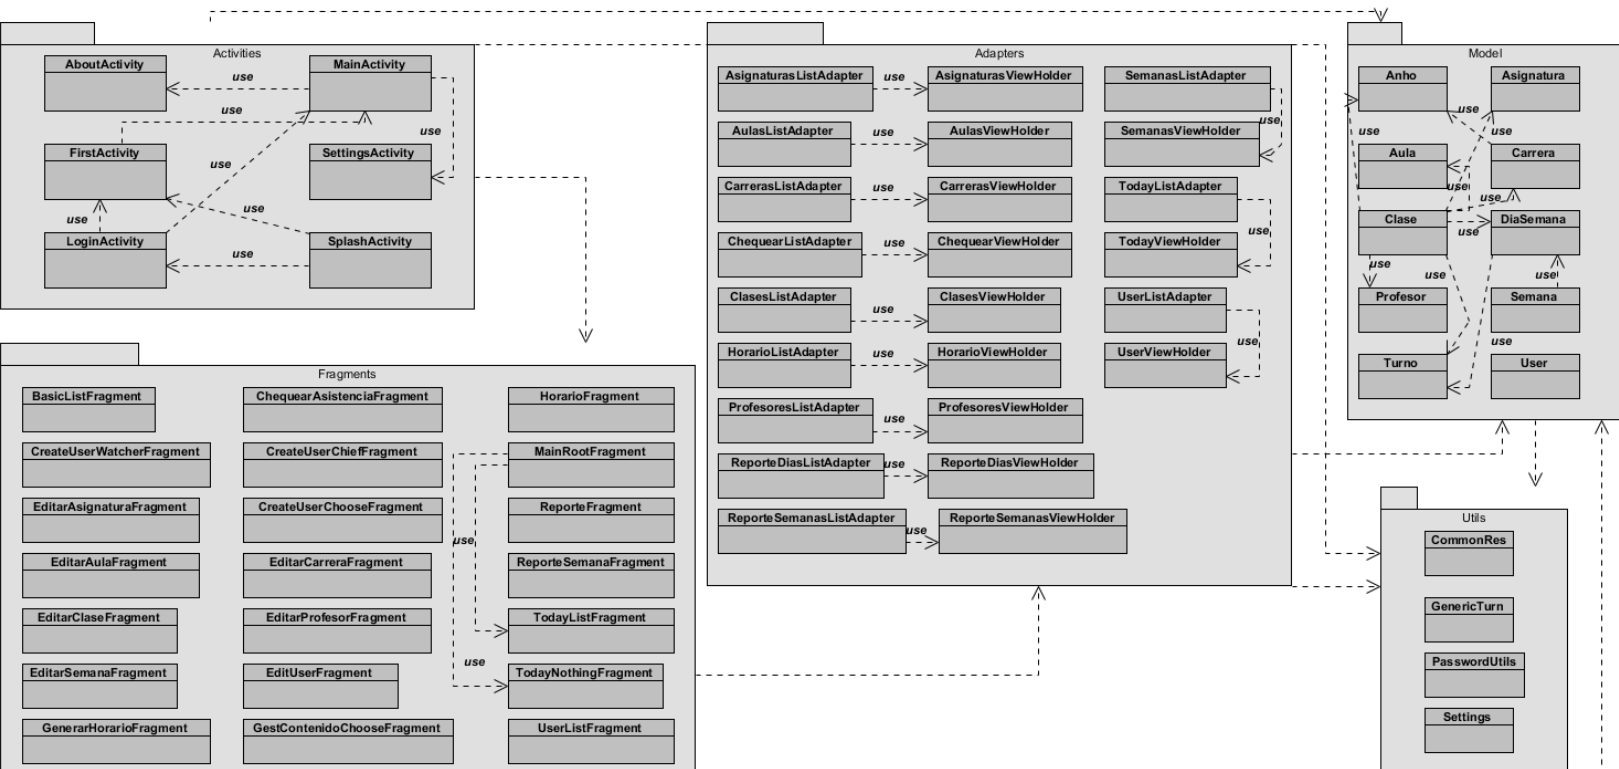 Activities
AboutActivity
use
MainActivity
use
use
FirstActivity
use
SettingsActivity
use
use
LoginActivity
use
SplashActivity
Fragments
BasicListFragment
ChequearAsistenciaFragment
HorarioFragment
CreateUserWatcherFragment
CreateUserChiefFragment
MainRootFragment
EditarAsignaturaFragment
CreateUserChooseFragment
ReporteFragment
use
EditarAulaFragment
EditarCarreraFragment
ReporteSemanaFragment
EditarClaseFragment
EditarProfesorFragment
TodayListFragment
use
EditarSemanaFragment
EditUserFragment
TodayNothingFragment
GenerarHorarioFragment
GestContenidoChooseFragment
UserListFragment
Adapters
AsignaturasListAdapter
use
AsignaturasViewHolder
SemanasListAdapter
use
AulasListAdapter
use
AulasViewHolder
SemanasViewHolder
CarrerasListAdapter
use
CarrerasViewHolder
TodayListAdapter
use
ChequearListAdapter
use
ChequearViewHolder
TodayViewHolder
ClasesListAdapter
use
ClasesViewHolder
UserListAdapter
use
HorarioListAdapter
use
HorarioViewHolder
UserViewHolder
ProfesoresListAdapter
use
ProfesoresViewHolder
ReporteDiasListAdapter
use
ReporteDiasViewHolder
ReporteSemanasListAdapter
use
ReporteSemanasViewHolder
Model
Anho
Asignatura
use
use
use
Aula
Carrera
use
use
Clase
use
DiaSemana
use
use
use
Profesor
Semana
use
Turno
User
Utils
CommonRes
GenericTurn
PasswordUtils
Settings